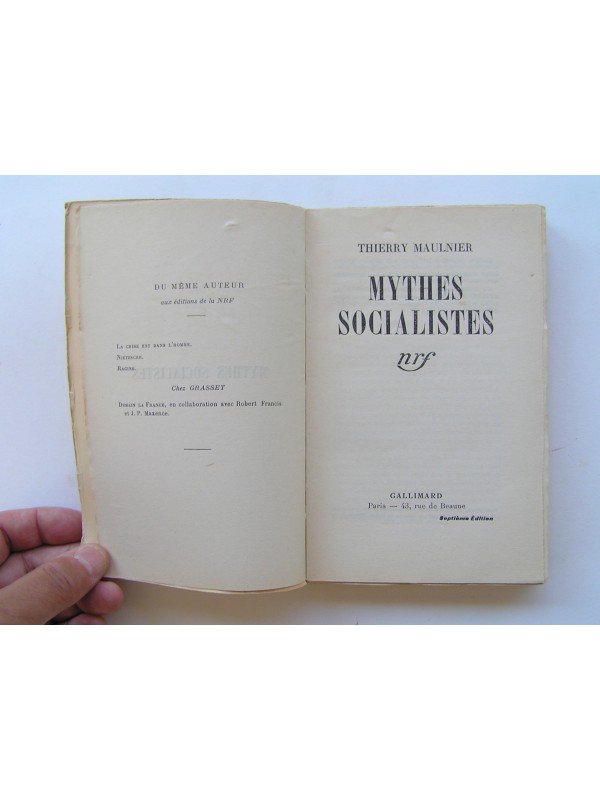 DU MÊME AUTEUR
aux éditions de la NRF
LA CRISE EST DANS L'HOMME.
NIETZSCHE.
RACINE.
Chez GRASSET
DEMAIN LA FRANCE, en collaboration avec Robert Francis
et J. P. MAXENCE.
THIERRY MAULNIER
MYTHES
SOCIALISTES
nrf
GALLIMARD
Paris — 43, rue de Beaune
Septième Édition